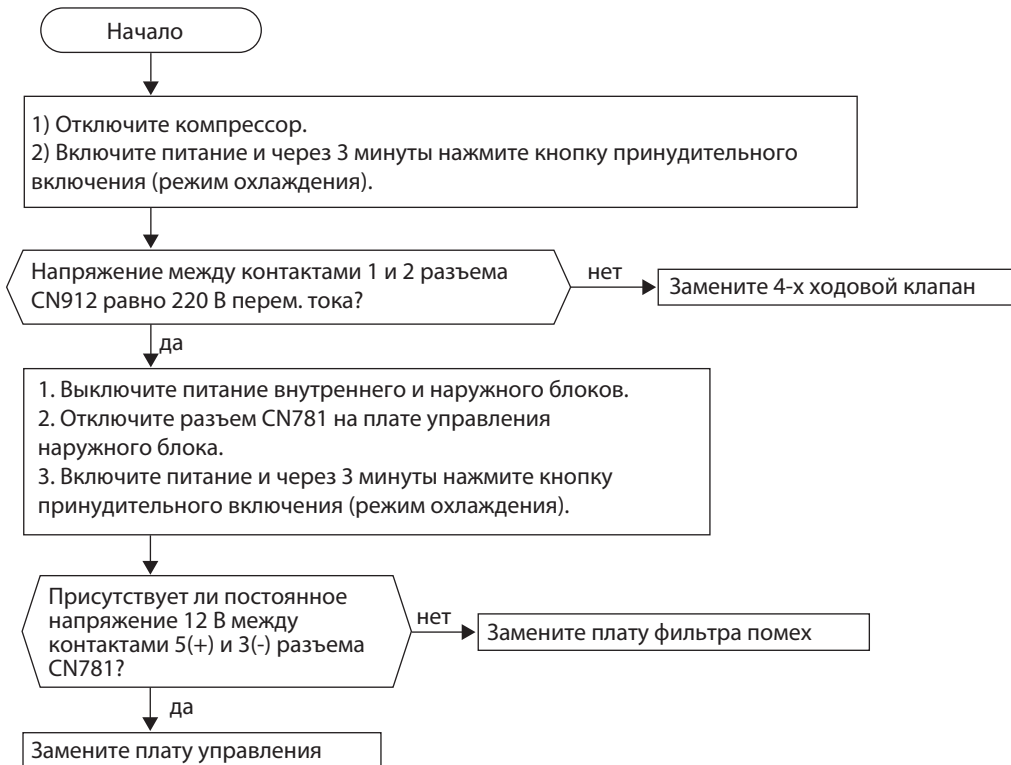 Начало
1) Отключите компрессор.
2) Включите питание и через 3 минуты нажмите кнопку принудительного
включения (режим охлаждения).
Напряжение между контактами 1 и 2 разъема
CN912 равно 220 В перем. тока?
нет
Замените 4-х ходовой клапан
да
1. Выключите питание внутреннего и наружного блоков.
2. Отключите разъем CN781 на плате управления
наружного блока.
3. Включите питание и через 3 минуты нажмите кнопку
принудительного включения (режим охлаждения).
Присутствует ли постоянное
напряжение 12 В между
контактами 5(+) и 3(-) разъема
CN781?
нет
Замените плату фильтра помех
да
Замените плату управления